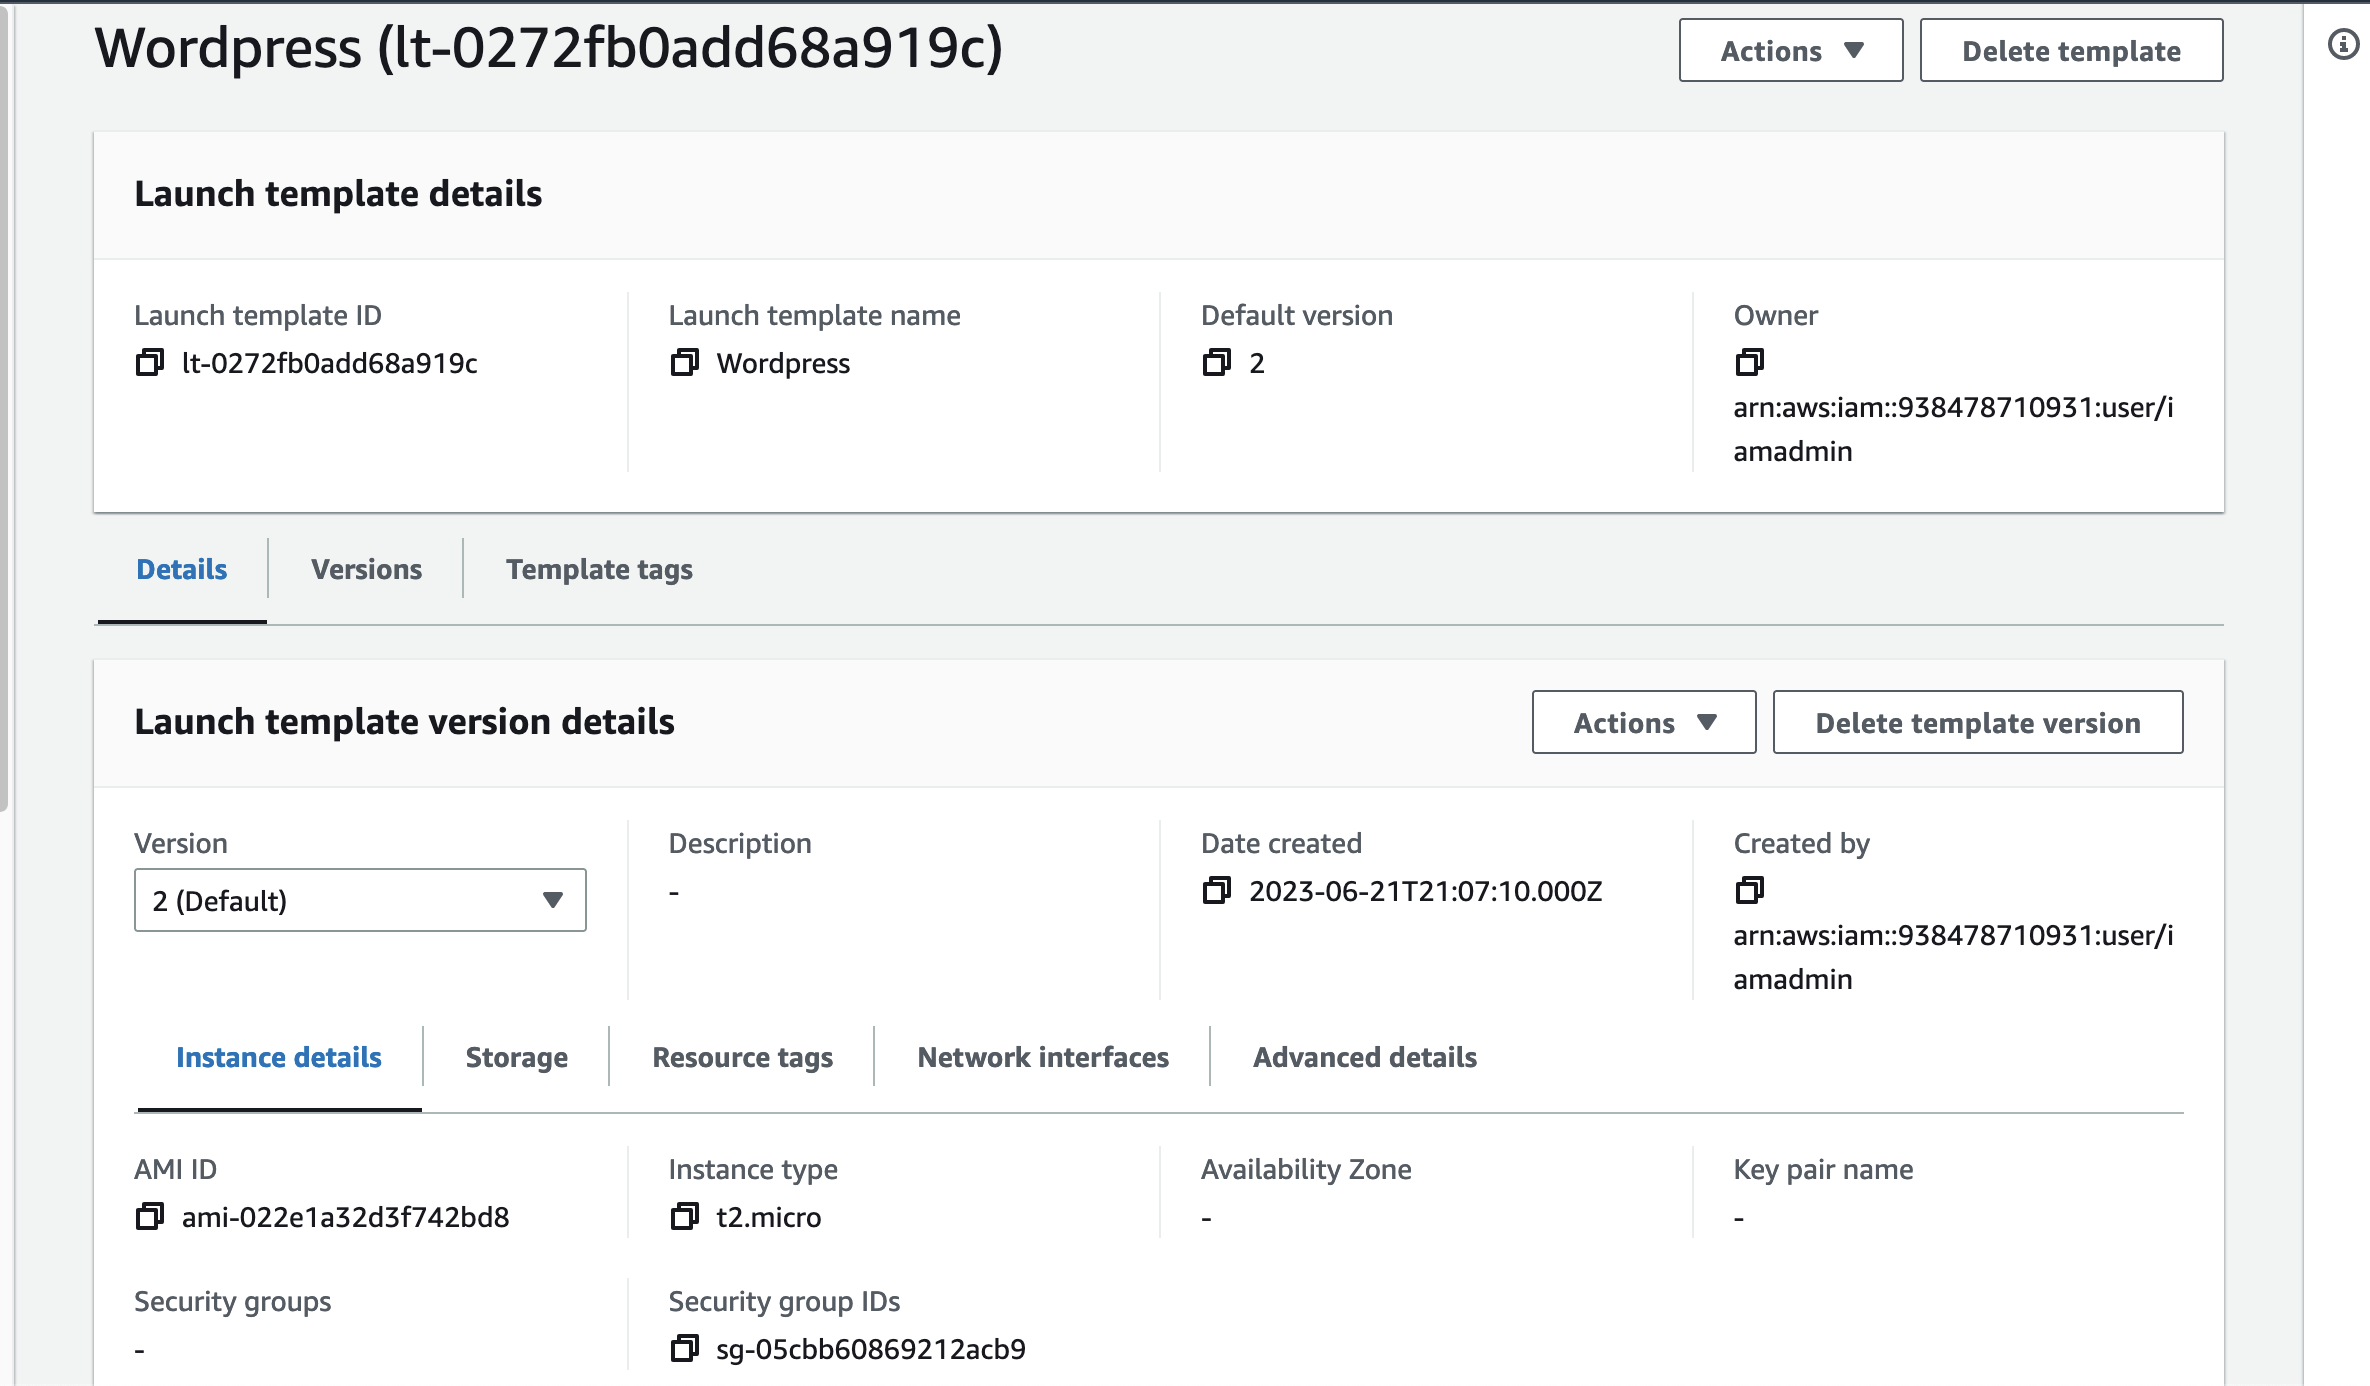 Wordpress (lt-0272fb0add68a919c)
Actions
Delete template
Launch template details
Launch template ID
lt-0272fb0add68a919c
Launch template name
Wordpress
Default version
2
Owner
arn:aws:iam::938478710931:user/i
amadmin
Details
Versions
Template tags
Launch template version details
Actions
Delete template version
Version
2 (Default)
Description
-
Date created
2023-06-21T21:07:10.000Z
Created by
arn:aws:iam::938478710931:user/i
amadmin
Instance details
Storage
Resource tags
Network interfaces
Advanced details
AMI ID
ami-022e1a32d3f742bd8
Instance type
t2.micro
Availability Zone
-
Key pair name
-
Security groups
-
Security group IDs
sg-05cbb60869212acb9